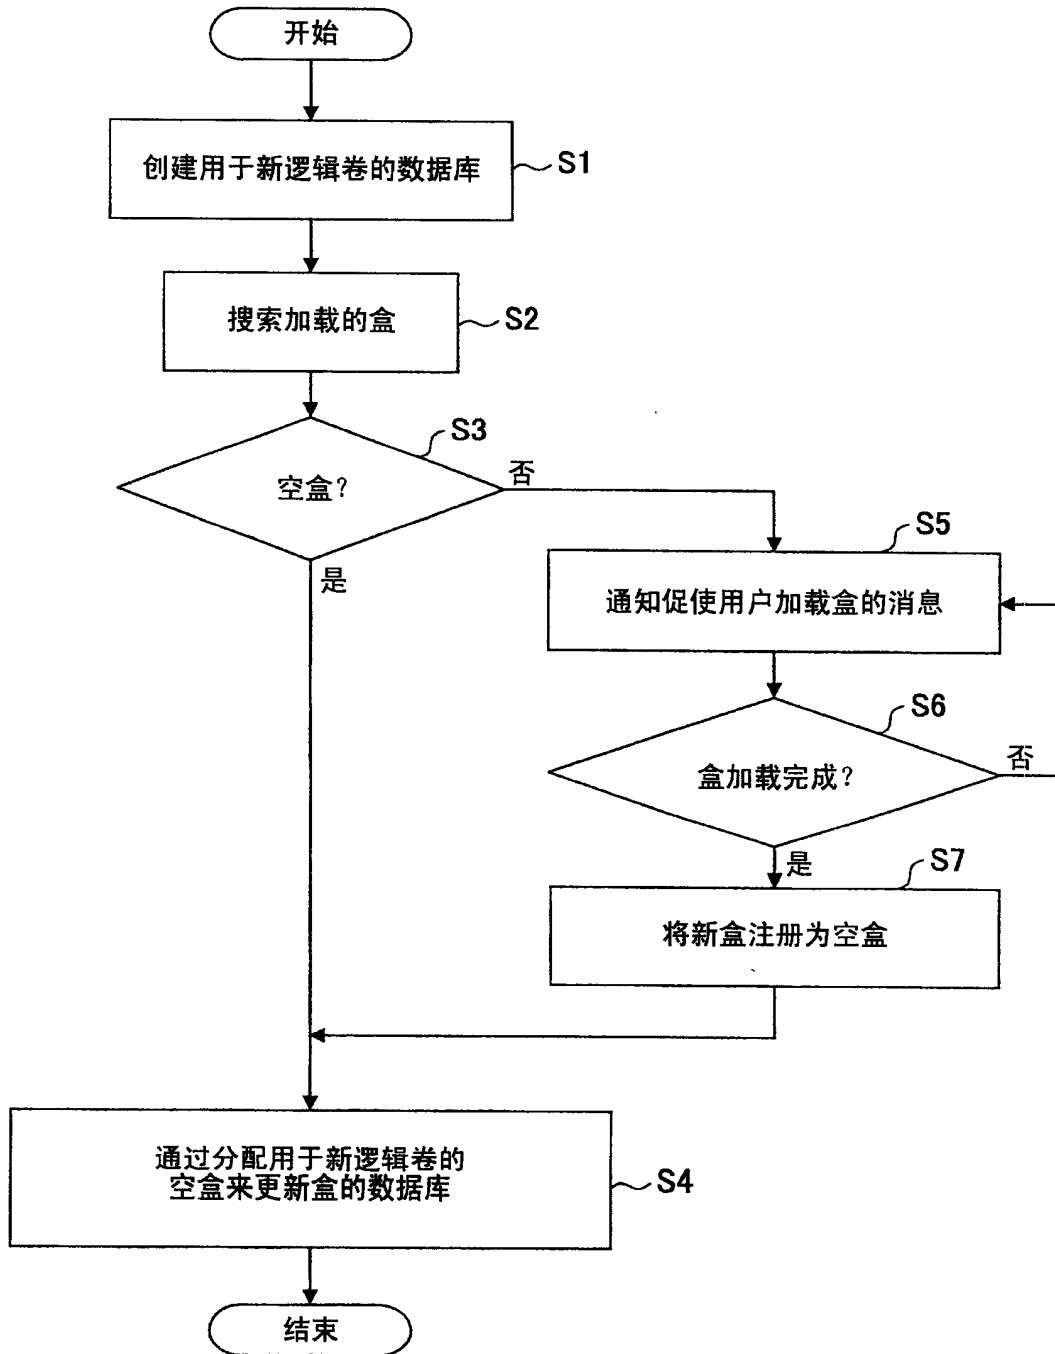 开始
创建用于新逻辑卷的数据库
S1
搜索加载的盒
S2
S3
空盒?
否
是
S5
通知促使用户加载盒的消息
S6
盒加载完成?
否
是
S7
将新盒注册为空盒
通过分配用于新逻辑卷的
空盒来更新盒的数据库
S4
结束